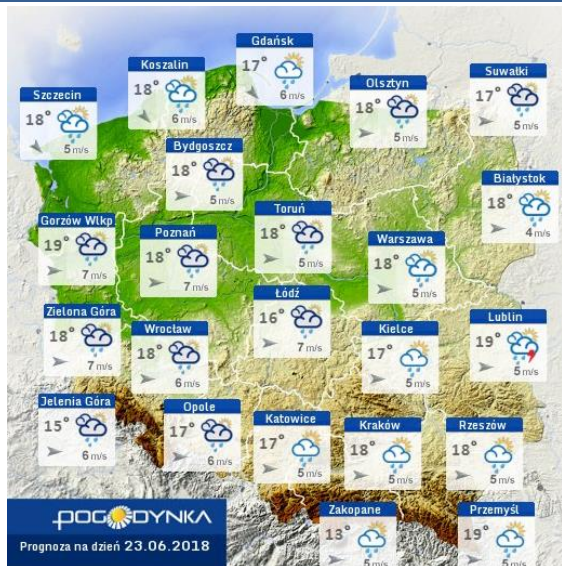 Gdańsk
17°
6 m/s
Koszalin
18°
6 m/s
Szczecin
18°
5 m/s
Olsztyn
18°
5 m/s
Suwałki
17°
5 m/s
Bydgoszcz
18°
5 m/s
Białystok
18°
4 m/s
Gorzów Wlkp
19°
7 m/s
Poznań
18°
7 m/s
Toruń
18°
5 m/s
Warszawa
18°
5 m/s
Zielona Góra
18°
7 m/s
Wrocław
18°
6 m/s
Łódź
16°
7 m/s
Kielce
17°
5 m/s
Lublin
19°
5 m/s
Jelenia Góra
15°
6 m/s
Opole
17°
6 m/s
Katowice
17°
5 m/s
Kraków
18°
5 m/s
Rzeszów
18°
5 m/s
Zakopane
13°
5 m/s
Przemyśl
19°
5 m/s
POGODYNKA
Prognoza na dzień 23.06.2018